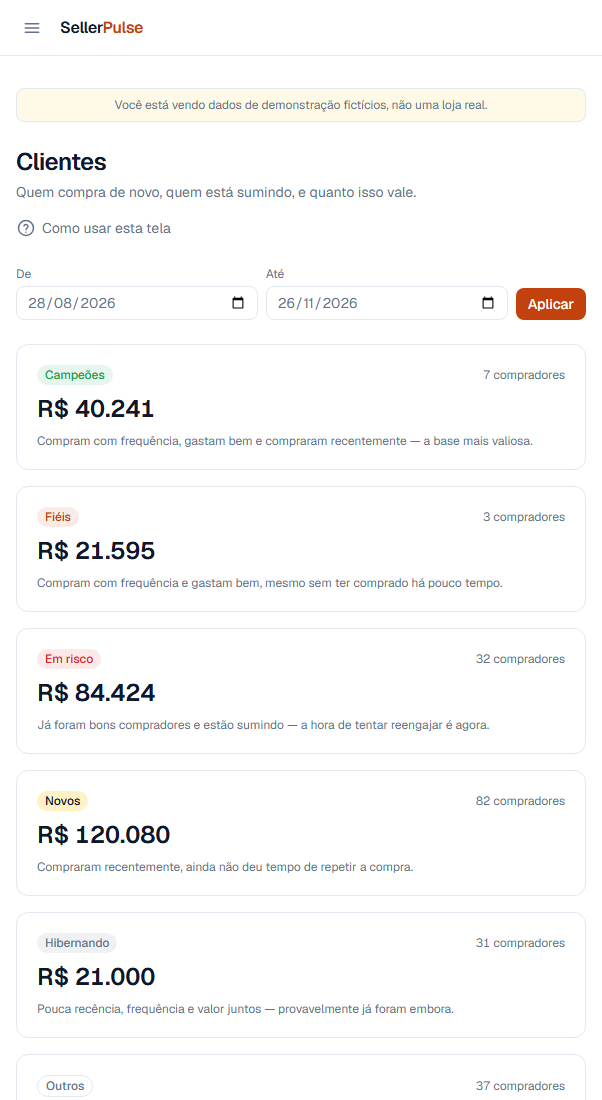 SellerPulse
Você está vendo dados de demonstração fictícios, não uma loja real.
Clientes
Quem compra de novo, quem está sumindo, e quanto isso vale.
Como usar esta tela
De
Até
28/08/2026
26/11/2026
Aplicar
Campeões
7 compradores
R$ 40.241
Compram com frequência, gastam bem e compraram recentemente — a base mais valiosa.
Fiéis
3 compradores
R$ 21.595
Compram com frequência e gastam bem, mesmo sem ter comprado há pouco tempo.
Em risco
32 compradores
R$ 84.424
Já foram bons compradores e estão sumindo — a hora de tentar reengajar é agora.
Novos
82 compradores
R$ 120.080
Compraram recentemente, ainda não deu tempo de repetir a compra.
Hibernando
31 compradores
R$ 21.000
Pouca recência, frequência e valor juntos — provavelmente já foram embora.
Outros
37 compradores